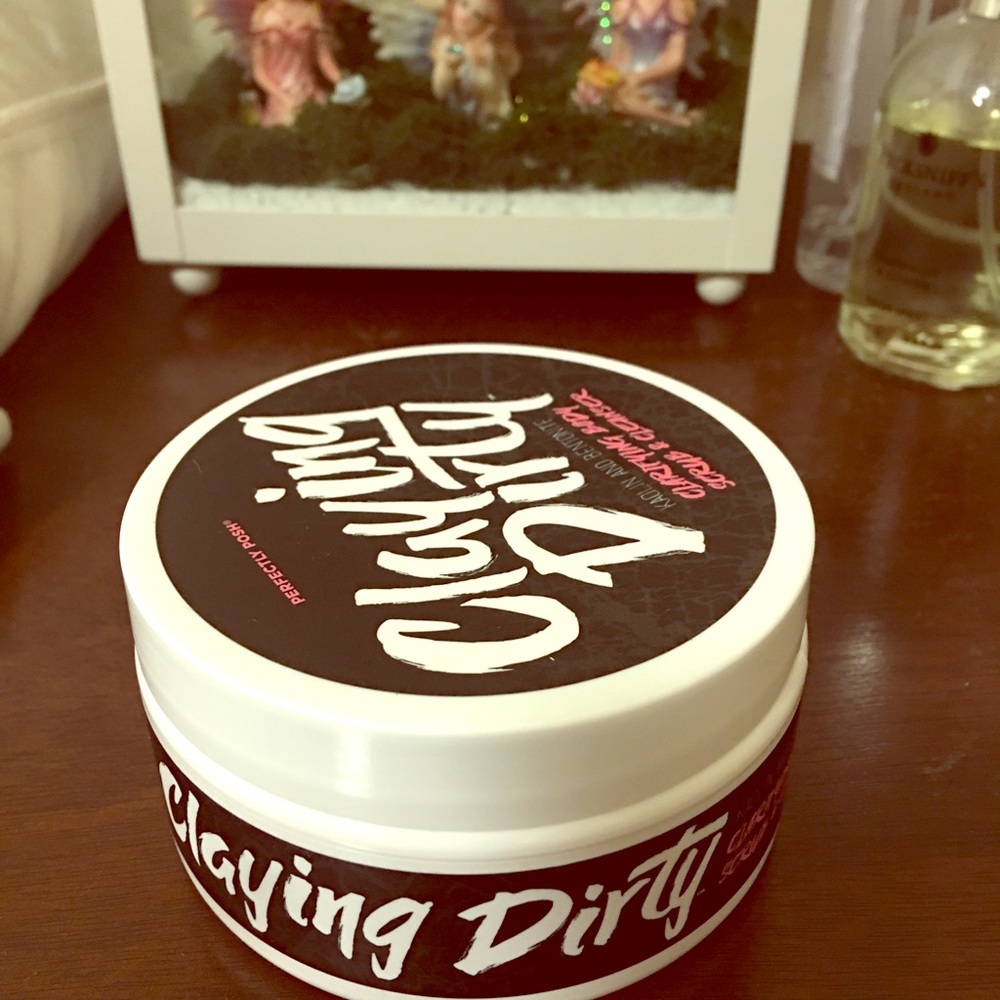 PERFECTLY POSH®
Claying
Dirty
KAOLIN AND BENTONITE
CLARIFYING BODY
SCRUB & CLEANSER
Claying Dirty